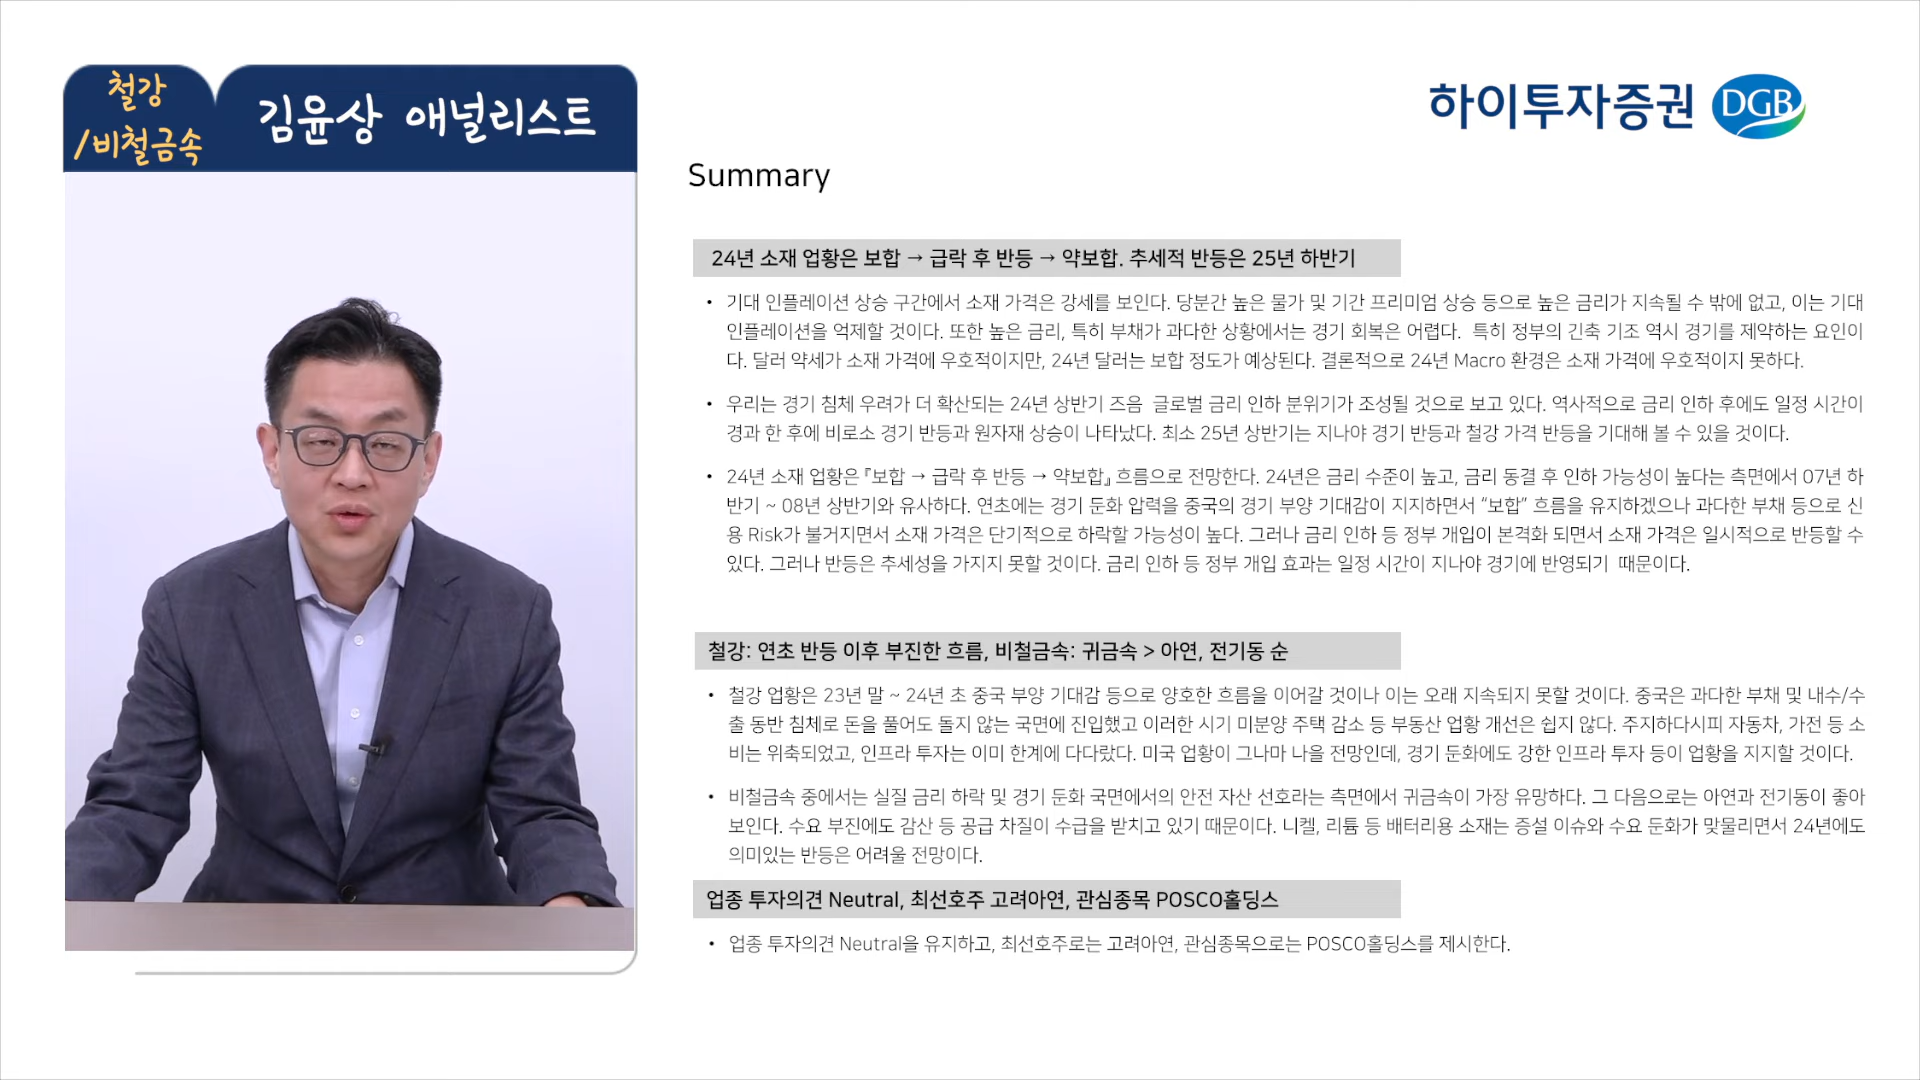 철강
/비철금속
김윤상 애널리스트
하이투자증권 DGB
Summary
24년 소재 업황은 보합 → 급락 후 반등 → 약보합. 추세적 반등은 25년 하반기
• 기대 인플레이션 상승 구간에서 소재 가격은 강세를 보인다. 당분간 높은 물가 및 기간 프리미엄 상승 등으로 높은 금리가 지속될 수 밖에 없고, 이는 기대
인플레이션을 억제할 것이다. 또한 높은 금리, 특히 부채가 과다한 상황에서는 경기 회복은 어렵다. 특히 정부의 긴축 기조 역시 경기를 제약하는 요인이
다. 달러 약세가 소재 가격에 우호적이지만, 24년 달러는 보합 정도가 예상된다. 결론적으로 24년 Macro 환경은 소재 가격에 우호적이지 못하다.
• 우리는 경기 침체 우려가 더 확산되는 24년 상반기 즈음 글로벌 금리 인하 분위기가 조성될 것으로 보고 있다. 역사적으로 금리 인하 후에도 일정 시간이
경과 한 후에 비로소 경기 반등과 원자재 상승이 나타났다. 최소 25년 상반기는 지나야 경기 반등과 철강 가격 반등을 기대해 볼 수 있을 것이다.
• 24년 소재 업황은 『보합 → 급락 후 반등 → 약보합』 흐름으로 전망한다. 24년은 금리 수준이 높고, 금리 동결 후 인하 가능성이 높다는 측면에서 07년 하
반기 ~ 08년 상반기와 유사하다. 연초에는 경기 둔화 압력을 중국의 경기 부양 기대감이 지지하면서 “보합” 흐름을 유지하겠으나 과다한 부채 등으로 신
용 Risk가 불거지면서 소재 가격은 단기적으로 하락할 가능성이 높다. 그러나 금리 인하 등 정부 개입이 본격화 되면서 소재 가격은 일시적으로 반등할 수
있다. 그러나 반등은 추세성을 가지지 못할 것이다. 금리 인하 등 정부 개입 효과는 일정 시간이 지나야 경기에 반영되기 때문이다.
철강: 연초 반등 이후 부진한 흐름, 비철금속: 귀금속 > 아연, 전기동 순
• 철강 업황은 23년 말 ~ 24년 초 중국 부양 기대감 등으로 양호한 흐름을 이어갈 것이나 이는 오래 지속되지 못할 것이다. 중국은 과다한 부채 및 내수/수
출 동반 침체로 돈을 풀어도 돌지 않는 국면에 진입했고 이러한 시기 미분양 주택 감소 등 부동산 업황 개선은 쉽지 않다. 주지하다시피 자동차, 가전 등 소
비는 위축되었고, 인프라 투자는 이미 한계에 다다랐다. 미국 업황이 그나마 나을 전망인데, 경기 둔화에도 강한 인프라 투자 등이 업황을 지지할 것이다.
• 비철금속 중에서는 실질 금리 하락 및 경기 둔화 국면에서의 안전 자산 선호라는 측면에서 귀금속이 가장 유망하다. 그 다음으로는 아연과 전기동이 좋아
보인다. 수요 부진에도 감산 등 공급 차질이 수급을 받치고 있기 때문이다. 니켈, 리튬 등 배터리용 소재는 증설 이슈와 수요 둔화가 맞물리면서 24년에도
의미있는 반등은 어려울 전망이다.
업종 투자의견 Neutral, 최선호주 고려아연, 관심종목 POSCO홀딩스
• 업종 투자의견 Neutral을 유지하고, 최선호주로는 고려아연, 관심종목으로는 POSCO홀딩스를 제시한다.